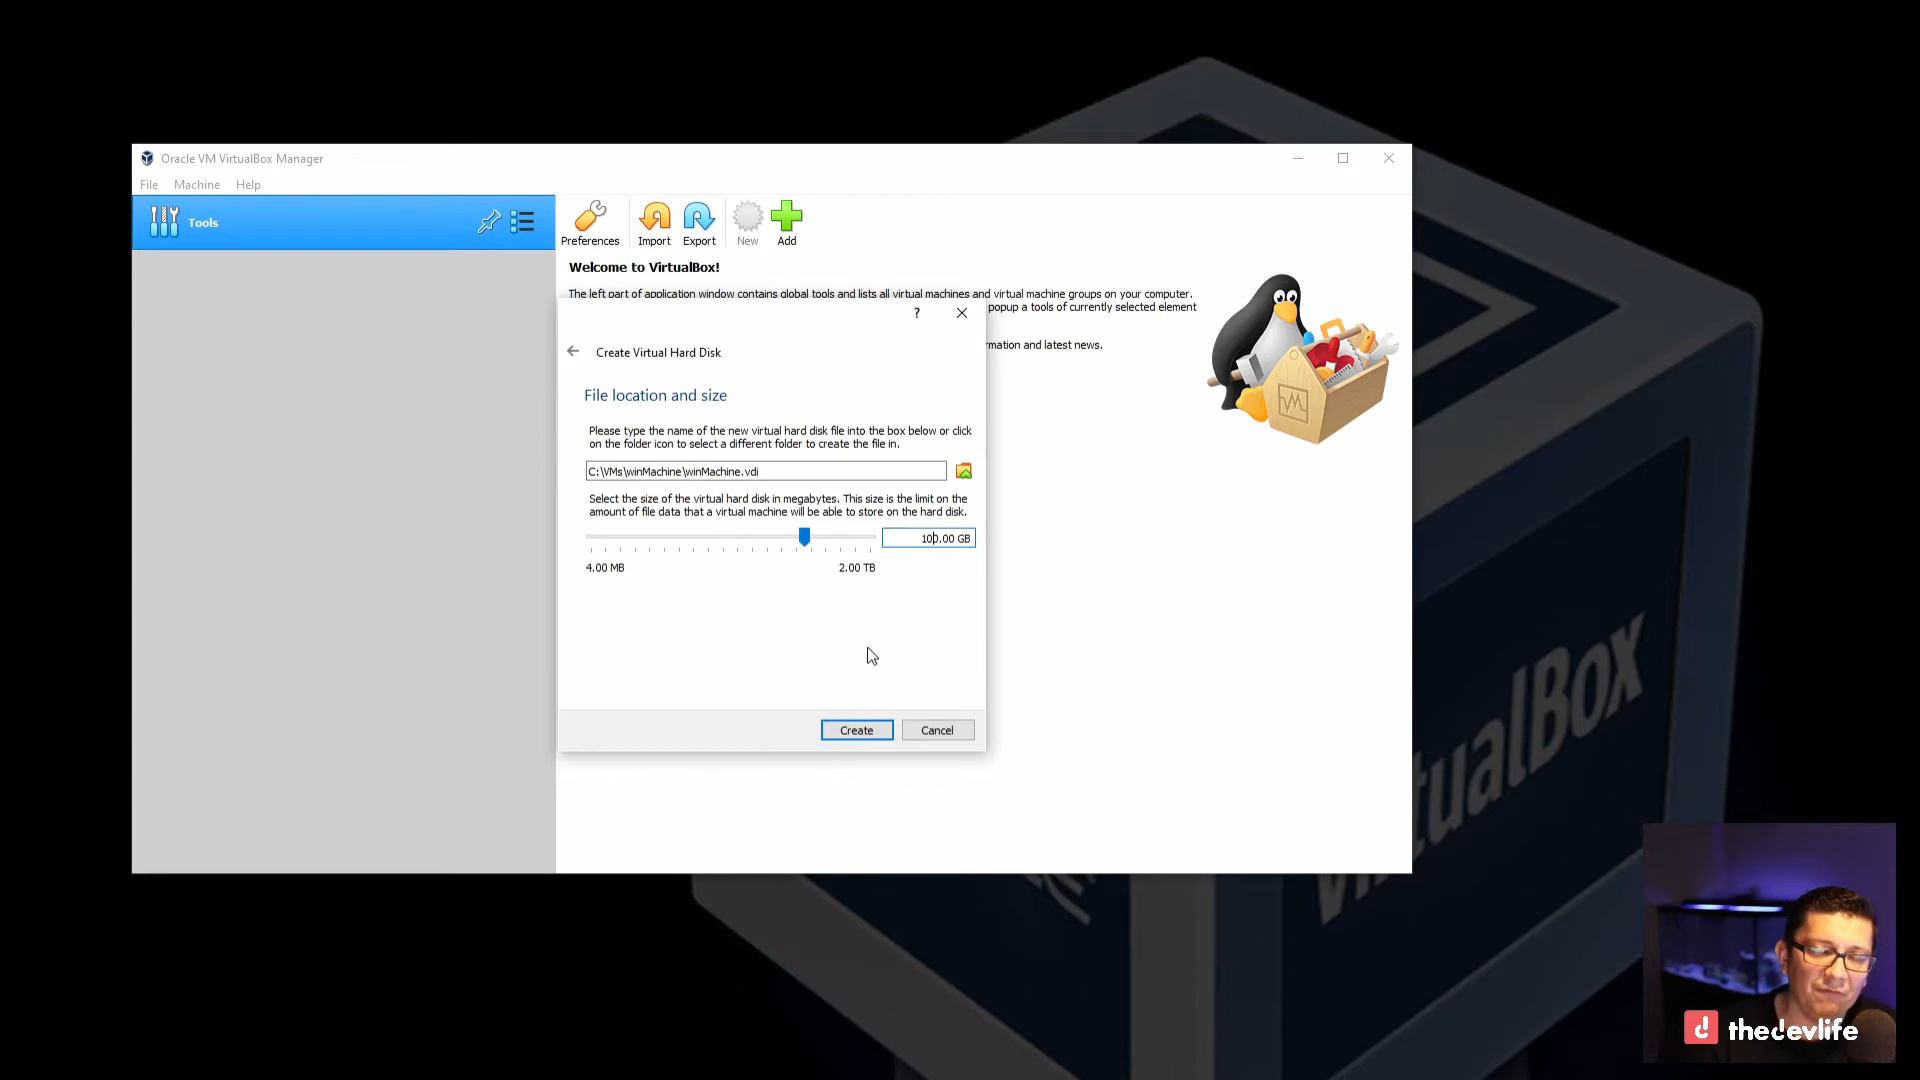 Oracle VM VirtualBox Manager
File Machine Help
Tools
Preferences Import Export New Add
Welcome to VirtualBox!
The left part of application window contains global tools and lists all virtual machines and virtual machine groups on your computer.
popup a tools of currently selected element
rmation and latest news.
?
Create Virtual Hard Disk
File location and size
Please type the name of the new virtual hard disk file into the box below or click
on the folder icon to select a different folder to create the file in.
C:\VMs\winMachine\winMachine.vdi
Select the size of the virtual hard disk in megabytes. This size is the limit on the
amount of file data that a virtual machine will be able to store on the hard disk.
100.00 GB
4.00 MB 2.00 TB
Create Cancel
tualBox
thedevlife